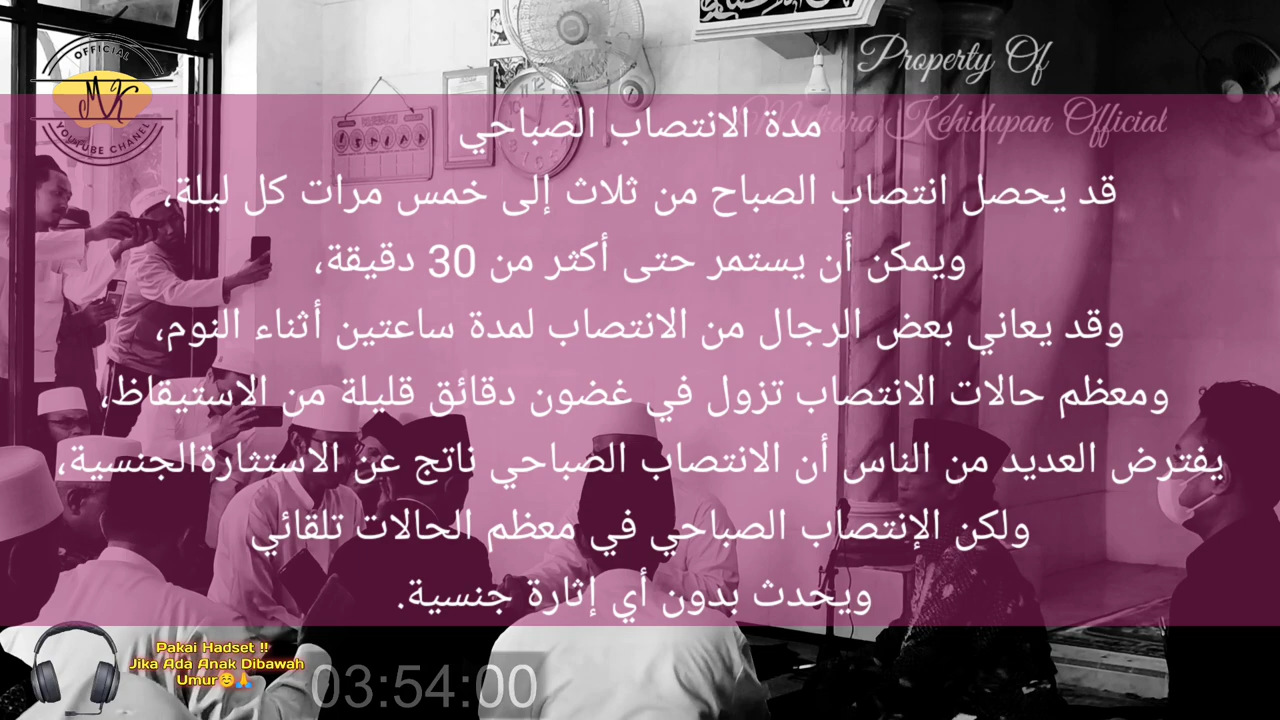 OFFICIAL
MK
YOUTUBE CHANEL
Property Of
Kehidupan Official
مدة الانتصاب الصباحي
قد يحصل انتصاب الصباح من ثلاث إلى خمس مرات كل ليلة،
ويمكن أن يستمر حتى أكثر من 30 دقيقة،
وقد يعاني بعض الرجال من الانتصاب لمدة ساعتين أثناء النوم،
ومعظم حالات الانتصاب تزول في غضون دقائق قليلة من الاستيقاظ،
يفترض العديد من الناس أن الانتصاب الصباحي ناتج عن الاستثارةالجنسية،
ولكن الإنتصاب الصباحي في معظم الحالات تلقائي
ويحدث بدون أي إثارة جنسية.
Pakai Hadset !!
Jika Ada Anak Dibawah
Umur☺️🙏
03:54:00